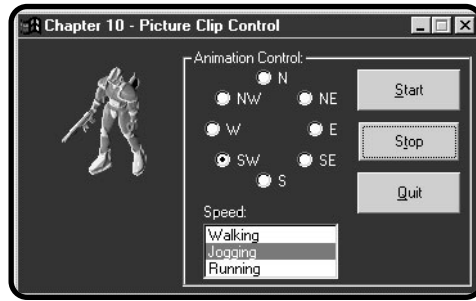 Chapter 10 - Picture Clip Control
Animation Control:
N
NW NE
W E
SW SE
S
Speed:
Walking
Jogging
Running
Start
Stop
Quit